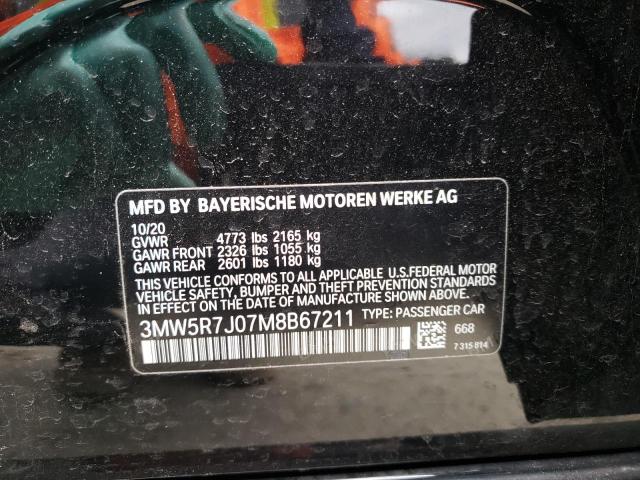 MFD BY BAYERISCHE MOTOREN WERKE AG
10/20
GVWR 4773 lbs 2165 kg
GAWR FRONT 2326 lbs 1055 kg
GAWR REAR 2601 lbs 1180 kg
THIS VEHICLE CONFORMS TO ALL APPLICABLE U.S.FEDERAL MOTOR
VEHICLE SAFETY, BUMPER AND THEFT PREVENTION STANDARDS
IN EFFECT ON THE DATE OF MANUFACTURE SHOWN ABOVE.
3MW5R7J07M8B67211 TYPE: PASSENGER CAR
668
7 315 814